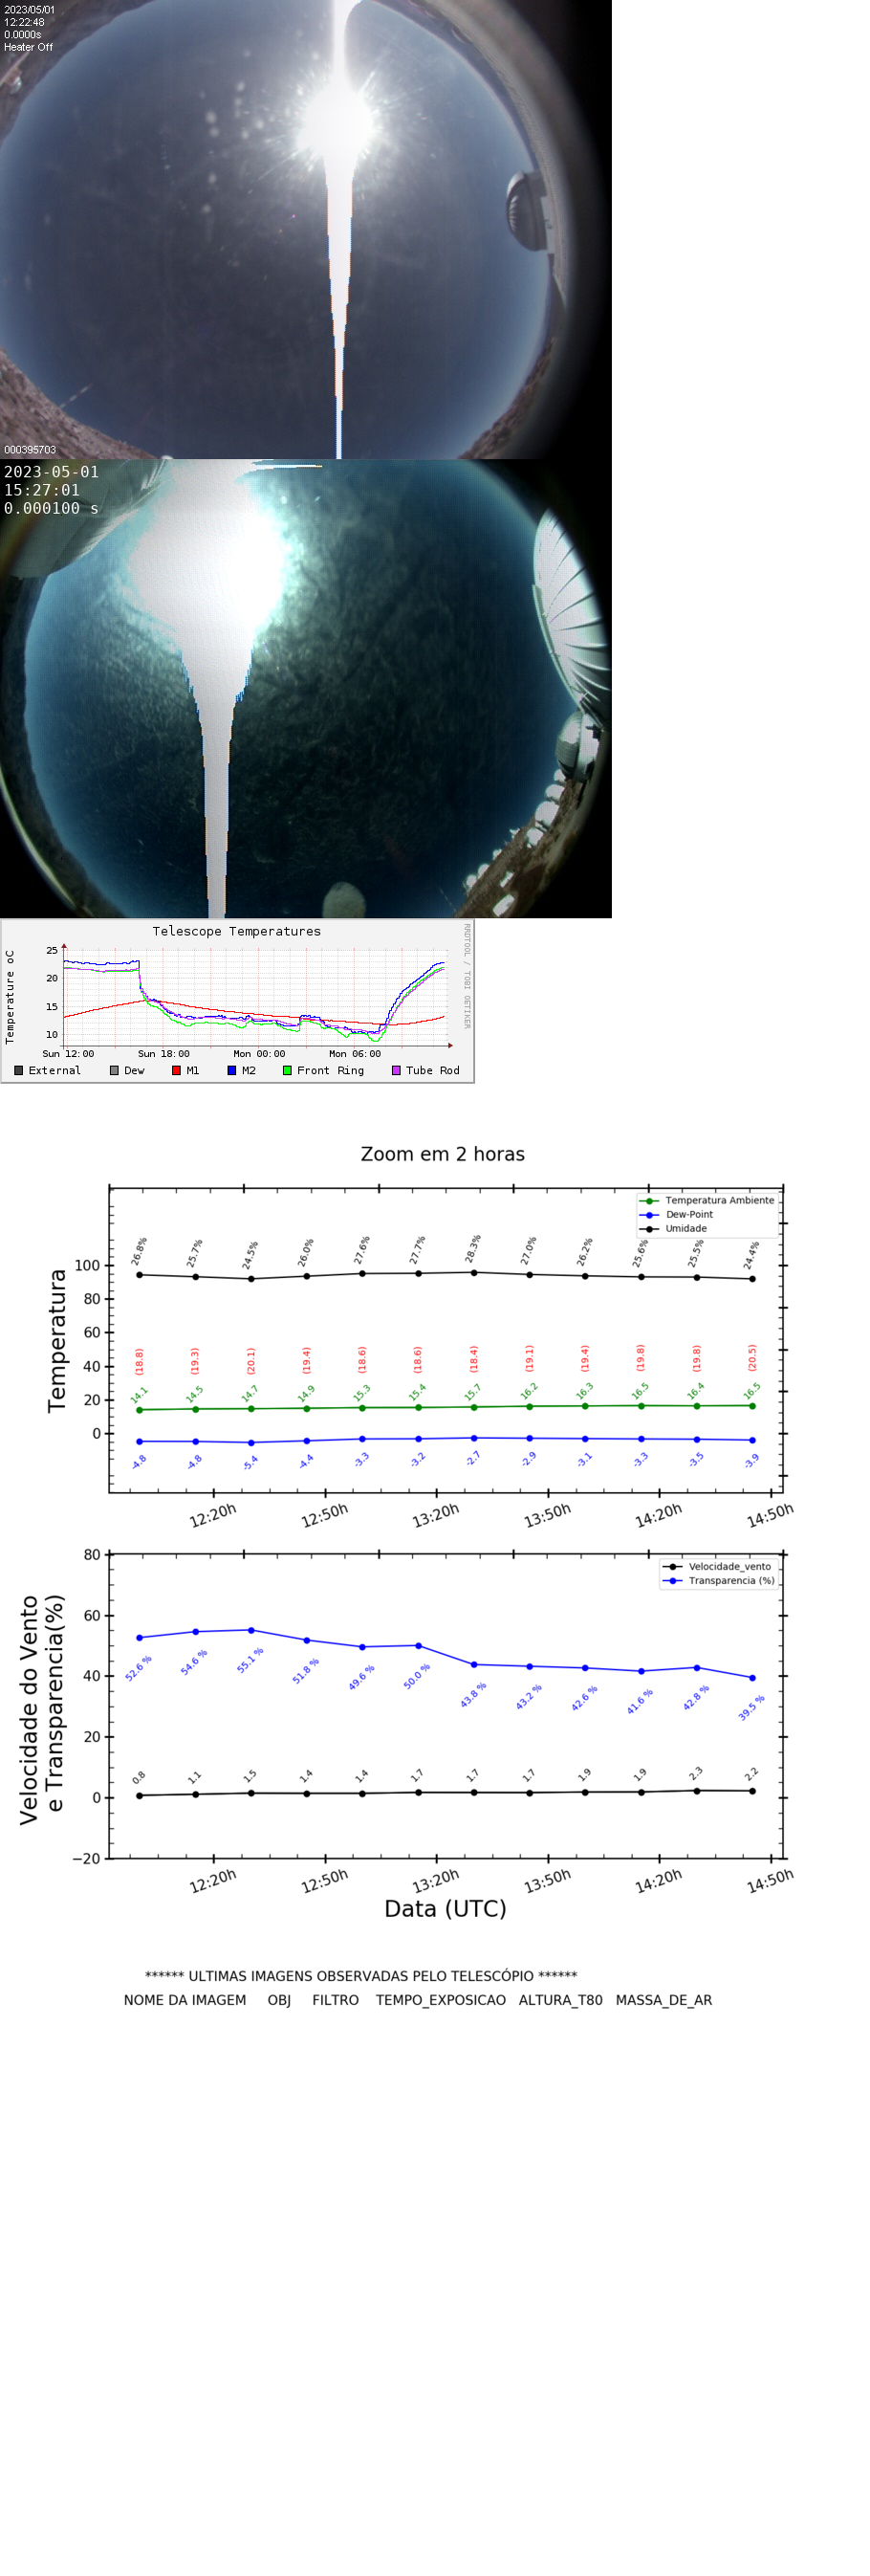 2023/05/01
12:22:48
0.0000s
Heater Off
000395703
2023-05-01
15:27:01
0.000100 s
Telescope Temperatures
RRDTOOL / TOBI OETIKER
Temperature oC
25
20
15
10
Sun 12:00 Sun 18:00 Mon 00:00 Mon 06:00
External Dew M1 M2 Front Ring Tube Rod
Zoom em 2 horas
Temperatura Ambiente
Dew-Point
Umidade
Temperatura
100
80
60
40
20
0
26.8% 25.7% 24.5% 26.0% 27.6% 27.7% 28.3% 27.0% 26.2% 25.6% 25.5% 24.4%
(18.8) (19.3) (20.1) (19.4) (18.6) (18.6) (18.4) (19.1) (19.4) (19.8) (19.8) (20.5)
14.1 14.5 14.7 14.9 15.3 15.4 15.7 16.2 16.3 16.5 16.4 16.5
-4.8 -4.8 -5.4 -4.4 -3.3 -3.2 -2.7 -2.9 -3.1 -3.3 -3.5 -3.9
12:20h 12:50h 13:20h 13:50h 14:20h 14:50h
Velocidade_vento
Transparencia (%)
Velocidade do Vento
e Transparencia(%)
80
60
40
20
0
−20
52.6 % 54.6 % 55.1 % 51.8 % 49.6 % 50.0 % 43.8 % 43.2 % 42.6 % 41.6 % 42.8 % 39.5 %
0.8 1.1 1.5 1.4 1.4 1.7 1.7 1.7 1.9 1.9 2.3 2.2
12:20h 12:50h 13:20h 13:50h 14:20h 14:50h
Data (UTC)
****** ULTIMAS IMAGENS OBSERVADAS PELO TELESCÓPIO ******
NOME DA IMAGEM OBJ FILTRO TEMPO_EXPOSICAO ALTURA_T80 MASSA_DE_AR